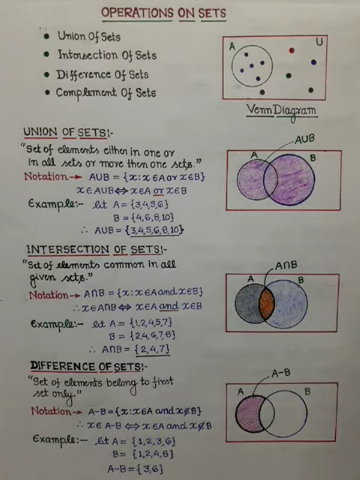 OPERATIONS ON SETS
• Union Of Sets
• Intersection Of Sets
• Difference Of Sets
• Complement Of Sets
A
U
Venn Diagram
UNION OF SETS:-
"Set of elements either in one or
in all sets or more then one sets."
Notation → A∪B = {x:x∈A or x∈B}
x∈A∪B ⇔ x∈A or x∈B
Example:- let A = {3,4,5,6}
B = {4,6,8,10}
∴ A∪B = {3,4,5,6,8,10}
A∪B
A
B
INTERSECTION OF SETS:-
"Set of elements common in all
given sets."
Notation → A∩B = {x:x∈A and x∈B}
∴ x∈A∩B ⇔ x∈A and x∈B
Example:- let A = {1,2,4,5,7}
B = {2,4,6,7,8}
∴ A∩B = {2,4,7}
A∩B
A
B
DIFFERENCE OF SETS:-
"Set of elements belong to first
set only."
Notation → A-B = {x:x∈A and x∉B}
∴ x∈A-B ⇔ x∈A and x∉B
Example:- let A = {1,2,3,6}
B = {1,2,4,8}
A-B = {3,6}
A-B
A
B